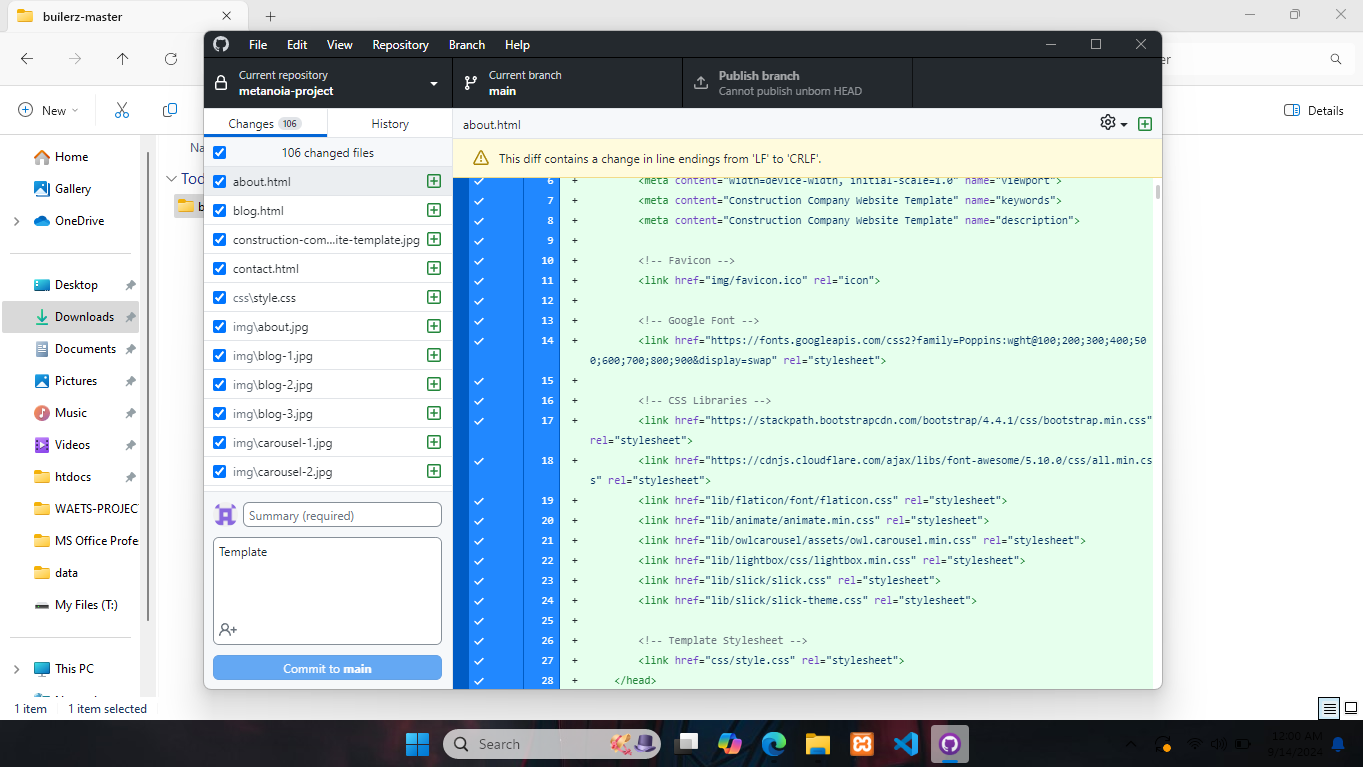 builerz-master
File Edit View Repository Branch Help
Current repository
metanoia-project
Current branch
main
Publish branch
Cannot publish unborn HEAD
New
Details
Changes 106
History
about.html
106 changed files
This diff contains a change in line endings from 'LF' to 'CRLF'.
Home
Gallery
OneDrive
Desktop
Downloads
Documents
Pictures
Music
Videos
htdocs
WAETS-PROJECT
MS Office Profe
data
My Files (T:)
This PC
about.html
blog.html
construction-com...ite-template.jpg
contact.html
css\style.css
img\about.jpg
img\blog-1.jpg
img\blog-2.jpg
img\blog-3.jpg
img\carousel-1.jpg
img\carousel-2.jpg
Summary (required)
Template
Commit to main
6 + <meta content="width=device-width, initial-scale=1.0" name="viewport">
7 + <meta content="Construction Company Website Template" name="keywords">
8 + <meta content="Construction Company Website Template" name="description">
9 +
10 + <!-- Favicon -->
11 + <link href="img/favicon.ico" rel="icon">
12 +
13 + <!-- Google Font -->
14 + <link href="https://fonts.googleapis.com/css2?family=Poppins:wght@100;200;300;400;50
0;600;700;800;900&display=swap" rel="stylesheet">
15 +
16 + <!-- CSS Libraries -->
17 + <link href="https://stackpath.bootstrapcdn.com/bootstrap/4.4.1/css/bootstrap.min.css"
rel="stylesheet">
18 + <link href="https://cdnjs.cloudflare.com/ajax/libs/font-awesome/5.10.0/css/all.min.cs
s" rel="stylesheet">
19 + <link href="lib/flaticon/font/flaticon.css" rel="stylesheet">
20 + <link href="lib/animate/animate.min.css" rel="stylesheet">
21 + <link href="lib/owlcarousel/assets/owl.carousel.min.css" rel="stylesheet">
22 + <link href="lib/lightbox/css/lightbox.min.css" rel="stylesheet">
23 + <link href="lib/slick/slick.css" rel="stylesheet">
24 + <link href="lib/slick/slick-theme.css" rel="stylesheet">
25 +
26 + <!-- Template Stylesheet -->
27 + <link href="css/style.css" rel="stylesheet">
28 + </head>
1 item 1 item selected
Search
12:00 AM
9/14/2024